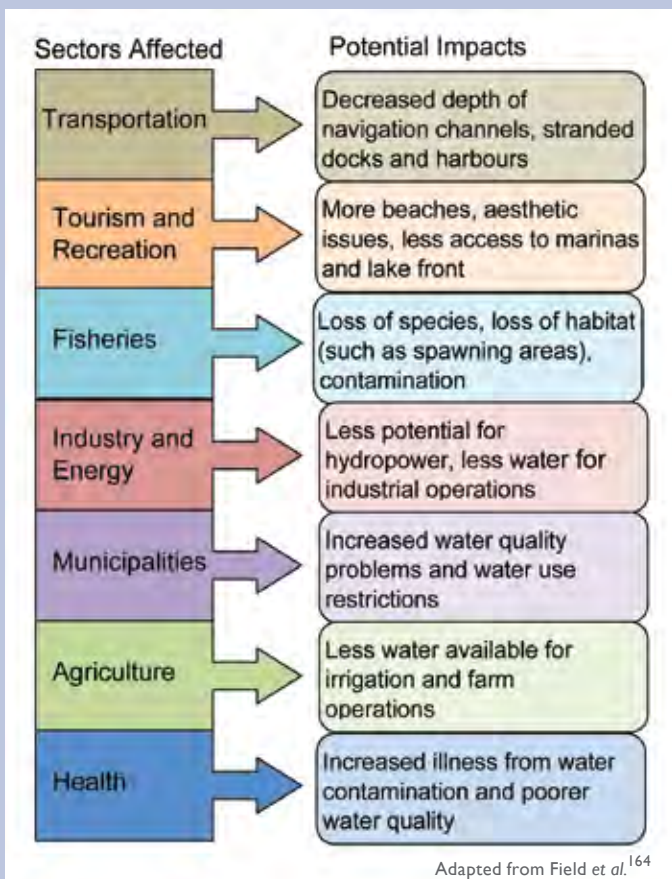 Sectors Affected
Potential Impacts
Transportation
Decreased depth of
navigation channels, stranded
docks and harbours
Tourism and
Recreation
More beaches, aesthetic
issues, less access to marinas
and lake front
Fisheries
Loss of species, loss of habitat
(such as spawning areas),
contamination
Industry and
Energy
Less potential for
hydropower, less water for
industrial operations
Municipalities
Increased water quality
problems and water use
restrictions
Agriculture
Less water available for
irrigation and farm
operations
Health
Increased illness from water
contamination and poorer
water quality
Adapted from Field et al.164